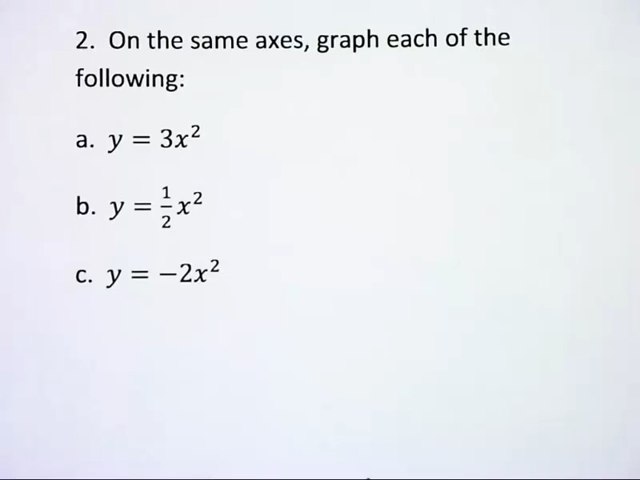 2. On the same axes, graph each of the
following:
a. y = 3x²
b. y = ½x²
c. y = −2x²